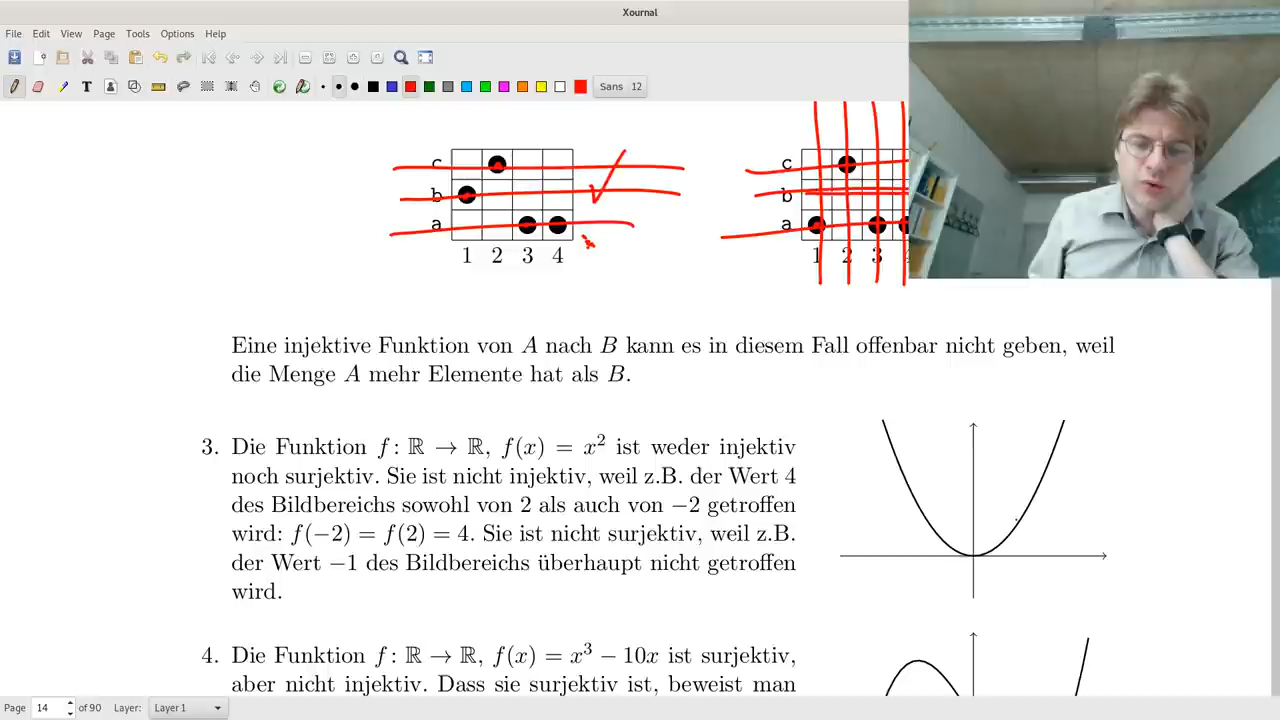 Xournal
File Edit View Page Tools Options Help
T Sans 12
c
b
a
1 2 3 4
c
b
a
1 2 3
Eine injektive Funktion von A nach B kann es in diesem Fall offenbar nicht geben, weil
die Menge A mehr Elemente hat als B.
3. Die Funktion f: ℝ → ℝ, f(x) = x² ist weder injektiv
noch surjektiv. Sie ist nicht injektiv, weil z.B. der Wert 4
des Bildbereichs sowohl von 2 als auch von −2 getroffen
wird: f(−2) = f(2) = 4. Sie ist nicht surjektiv, weil z.B.
der Wert −1 des Bildbereichs überhaupt nicht getroffen
wird.
4. Die Funktion f: ℝ → ℝ, f(x) = x³ − 10x ist surjektiv,
aber nicht injektiv. Dass sie surjektiv ist, beweist man
Page 14 of 90 Layer: Layer 1